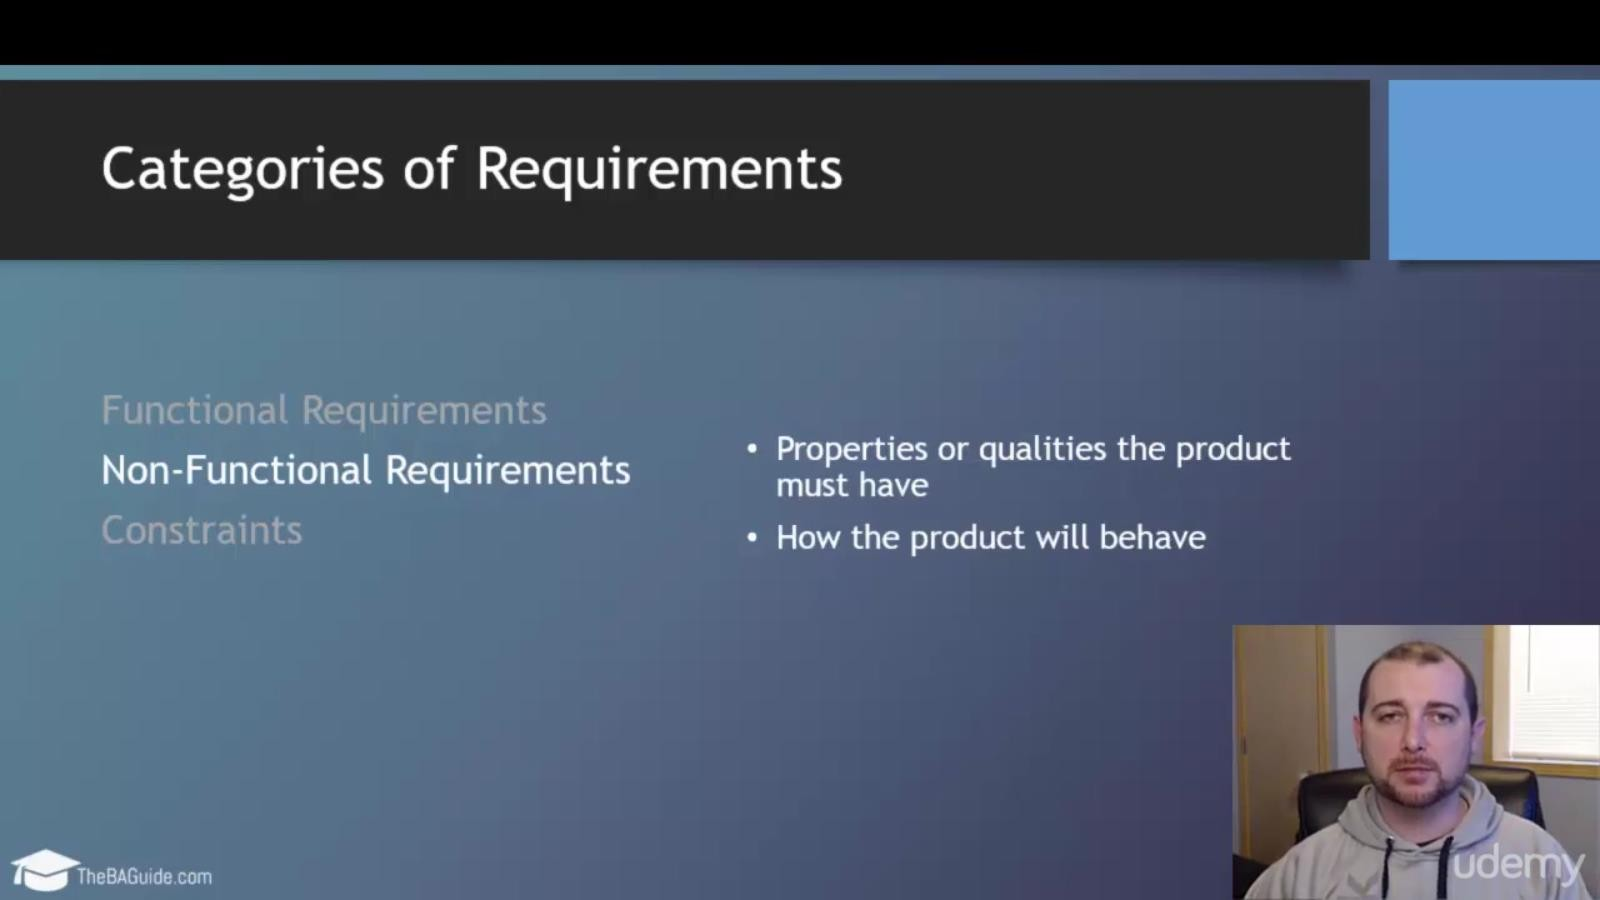 Categories of Requirements
Functional Requirements
Non-Functional Requirements
Constraints
• Properties or qualities the product
must have
• How the product will behave
TheBAGuide.com
udemy